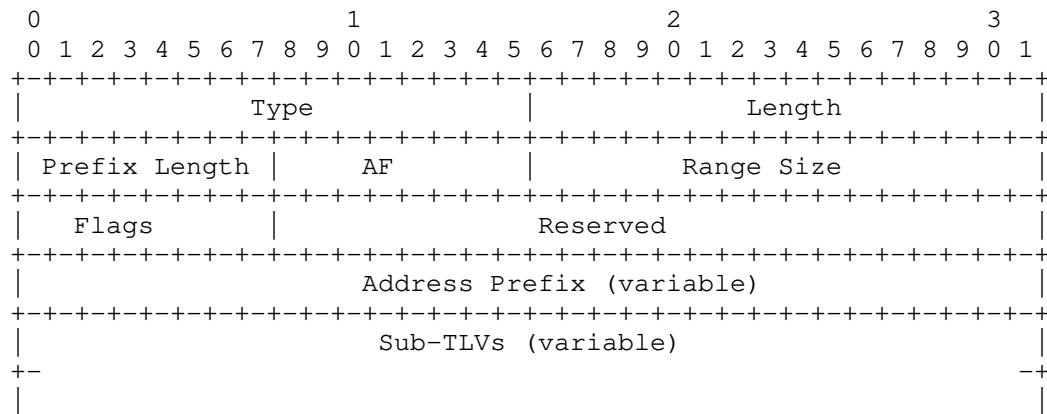 0                   1                   2                   3
 0 1 2 3 4 5 6 7 8 9 0 1 2 3 4 5 6 7 8 9 0 1 2 3 4 5 6 7 8 9 0 1
+-+-+-+-+-+-+-+-+-+-+-+-+-+-+-+-+-+-+-+-+-+-+-+-+-+-+-+-+-+-+-+-+
|              Type             |             Length            |
+-+-+-+-+-+-+-+-+-+-+-+-+-+-+-+-+-+-+-+-+-+-+-+-+-+-+-+-+-+-+-+-+
| Prefix Length |     AF        |         Range Size            |
+-+-+-+-+-+-+-+-+-+-+-+-+-+-+-+-+-+-+-+-+-+-+-+-+-+-+-+-+-+-+-+-+
|   Flags       |                Reserved                       |
+-+-+-+-+-+-+-+-+-+-+-+-+-+-+-+-+-+-+-+-+-+-+-+-+-+-+-+-+-+-+-+-+
|                     Address Prefix (variable)                 |
+-+-+-+-+-+-+-+-+-+-+-+-+-+-+-+-+-+-+-+-+-+-+-+-+-+-+-+-+-+-+-+-+
|                      Sub-TLVs (variable)                      |
+-                                                             -+
|                                                               |